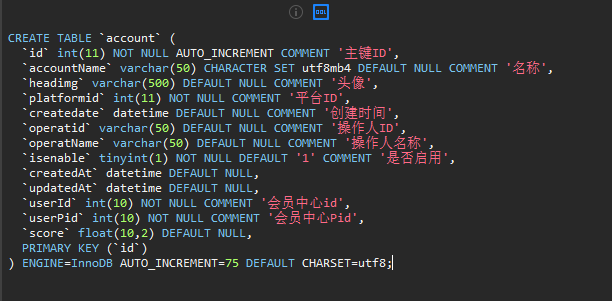 DDL
CREATE TABLE `account` (
`id` int(11) NOT NULL AUTO_INCREMENT COMMENT '主键ID',
`accountName` varchar(50) CHARACTER SET utf8mb4 DEFAULT NULL COMMENT '名称',
`headimg` varchar(500) DEFAULT NULL COMMENT '头像',
`platformid` int(11) NOT NULL COMMENT '平台ID',
`createdate` datetime DEFAULT NULL COMMENT '创建时间',
`operatid` varchar(50) DEFAULT NULL COMMENT '操作人ID',
`operatName` varchar(50) DEFAULT NULL COMMENT '操作人名称',
`isenable` tinyint(1) NOT NULL DEFAULT '1' COMMENT '是否启用',
`createdAt` datetime DEFAULT NULL,
`updatedAt` datetime DEFAULT NULL,
`userId` int(10) NOT NULL COMMENT '会员中心id',
`userPid` int(10) NOT NULL COMMENT '会员中心Pid',
`score` float(10,2) DEFAULT NULL,
PRIMARY KEY (`id`)
) ENGINE=InnoDB AUTO_INCREMENT=75 DEFAULT CHARSET=utf8;